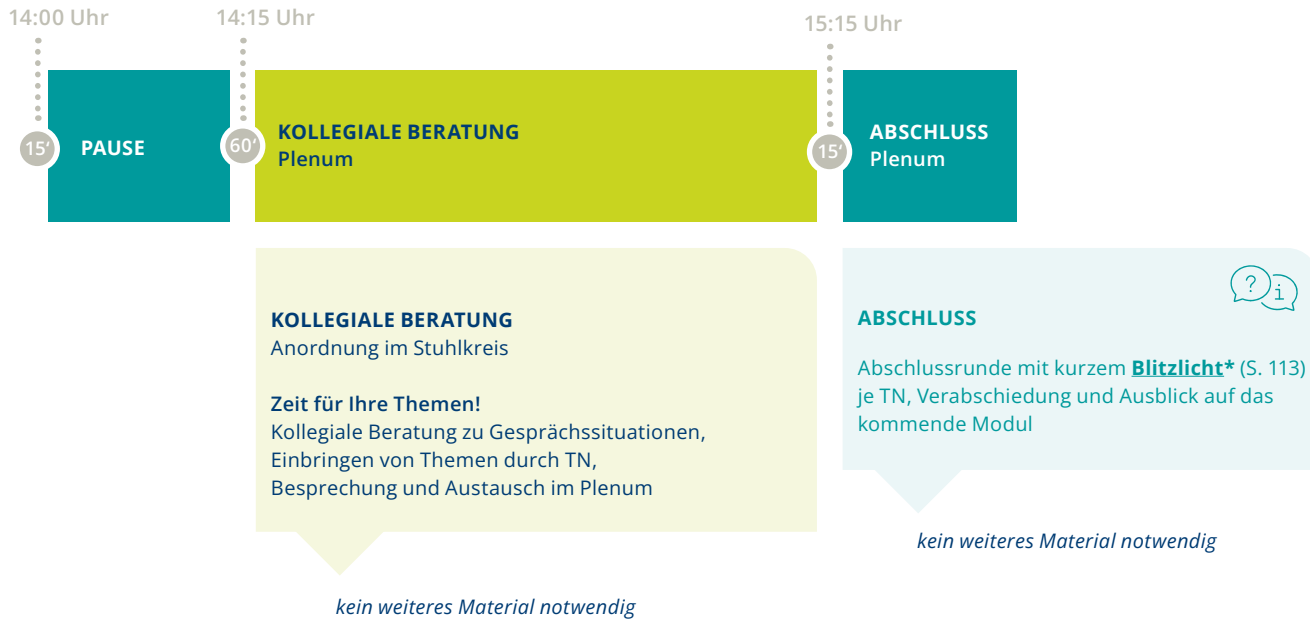 14:00 Uhr
14:15 Uhr
15:15 Uhr
15‘
PAUSE
60‘
KOLLEGIALE BERATUNG
Plenum
15‘
ABSCHLUSS
Plenum
KOLLEGIALE BERATUNG
Anordnung im Stuhlkreis
Zeit für Ihre Themen!
Kollegiale Beratung zu Gesprächssituationen,
Einbringen von Themen durch TN,
Besprechung und Austausch im Plenum
kein weiteres Material notwendig
? i
ABSCHLUSS
Abschlussrunde mit kurzem Blitzlicht* (S. 113)
je TN, Verabschiedung und Ausblick auf das
kommende Modul
kein weiteres Material notwendig